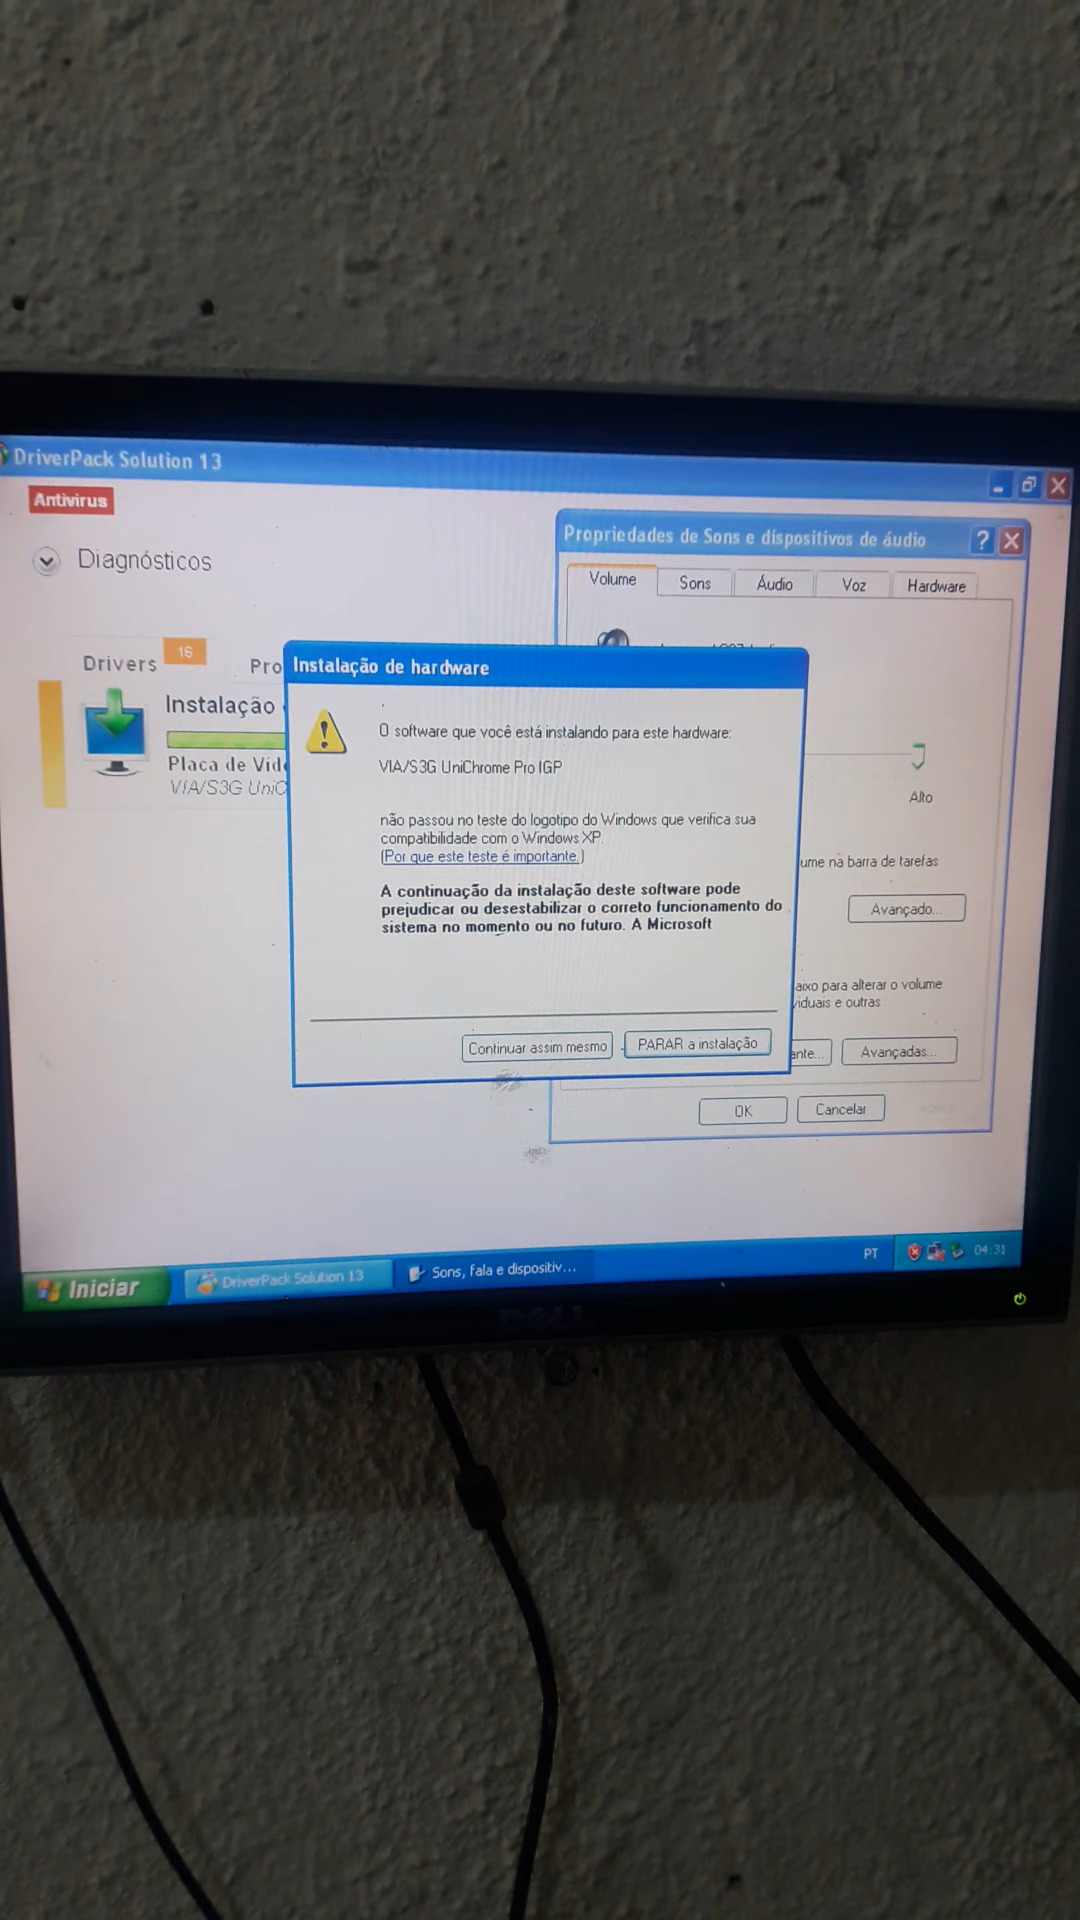 DriverPack Solution 13
Antivirus
Diagnósticos
Drivers
16
Pro
Instalação
Placa de Víd
VIA/S3G UniC
Propriedades de Sons e dispositivos de áudio
Volume
Sons
Áudio
Voz
Hardware
Alto
ume na barra de tarefas
Avançado...
aixo para alterar o volume
viduais e outras
ante...
Avançadas...
OK
Cancelar
Instalação de hardware
O software que você está instalando para este hardware:
VIA/S3G UniChrome Pro IGP
não passou no teste do logotipo do Windows que verifica sua
compatibilidade com o Windows XP.
(Por que este teste é importante.)
A continuação da instalação deste software pode
prejudicar ou desestabilizar o correto funcionamento do
sistema no momento ou no futuro. A Microsoft
Continuar assim mesmo
PARAR a instalação
Iniciar
DriverPack Solution 13
Sons, fala e dispositiv...
PT
04:31
DELL